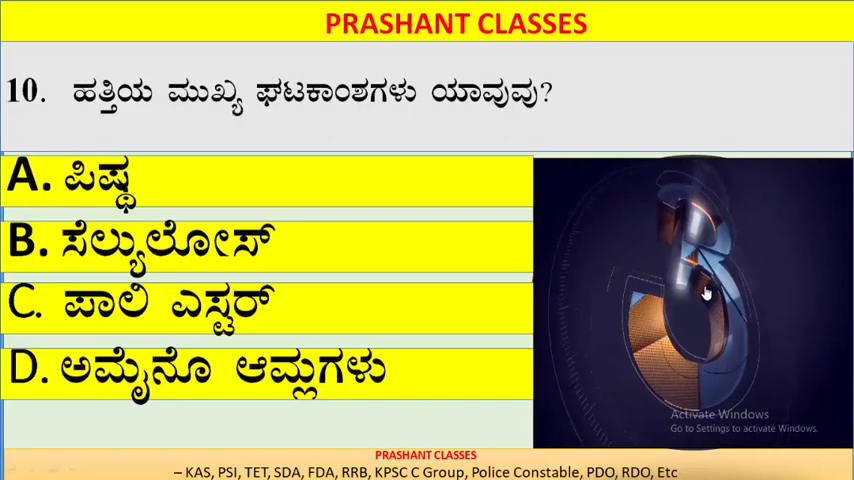 PRASHANT CLASSES
10. ಹತ್ತಿಯ ಮುಖ್ಯ ಘಟಕಾಂಶಗಳು ಯಾವುವು?
A. ಪಿಷ್ಥ
B. ಸೆಲ್ಯುಲೋಸ್
C. ಪಾಲಿ ಎಸ್ಟರ್
D. ಅಮೈನೊ ಆಮ್ಲಗಳು
Activate Windows
Go to Settings to activate Windows.
PRASHANT CLASSES
– KAS, PSI, TET, SDA, FDA, RRB, KPSC C Group, Police Constable, PDO, RDO, Etc